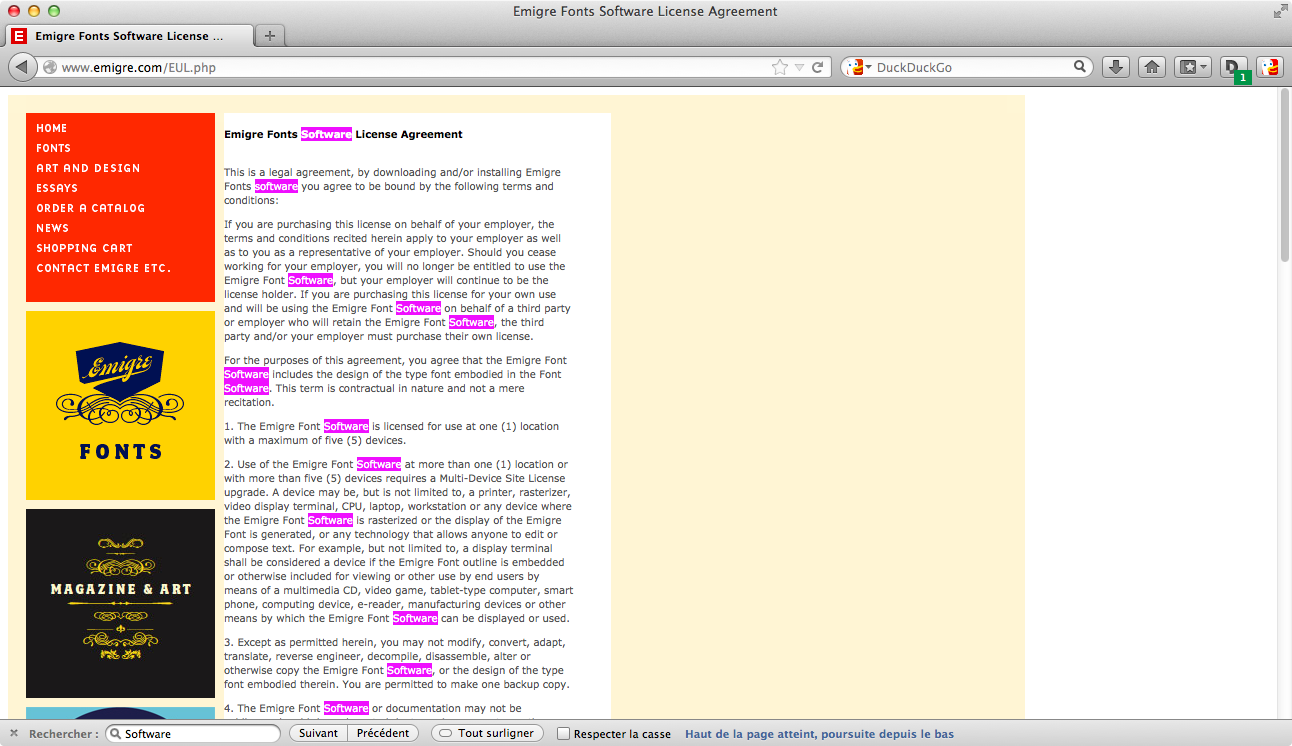 Emigre Fonts Software License Agreement
Emigre Fonts Software License ...
www.emigre.com/EUL.php
DuckDuckGo
1
HOME
FONTS
ART AND DESIGN
ESSAYS
ORDER A CATALOG
NEWS
SHOPPING CART
CONTACT EMIGRE ETC.
Emigre
FONTS
MAGAZINE & ART
Emigre Fonts Software License Agreement
This is a legal agreement, by downloading and/or installing Emigre
Fonts software you agree to be bound by the following terms and
conditions:
If you are purchasing this license on behalf of your employer, the
terms and conditions recited herein apply to your employer as well
as to you as a representative of your employer. Should you cease
working for your employer, you will no longer be entitled to use the
Emigre Font Software, but your employer will continue to be the
license holder. If you are purchasing this license for your own use
and will be using the Emigre Font Software on behalf of a third party
or employer who will retain the Emigre Font Software, the third
party and/or your employer must purchase their own license.
For the purposes of this agreement, you agree that the Emigre Font
Software includes the design of the type font embodied in the Font
Software. This term is contractual in nature and not a mere
recitation.
1. The Emigre Font Software is licensed for use at one (1) location
with a maximum of five (5) devices.
2. Use of the Emigre Font Software at more than one (1) location or
with more than five (5) devices requires a Multi-Device Site License
upgrade. A device may be, but is not limited to, a printer, rasterizer,
video display terminal, CPU, laptop, workstation or any device where
the Emigre Font Software is rasterized or the display of the Emigre
Font is generated, or any technology that allows anyone to edit or
compose text. For example, but not limited to, a display terminal
shall be considered a device if the Emigre Font outline is embedded
or otherwise included for viewing or other use by end users by
means of a multimedia CD, video game, tablet-type computer, smart
phone, computing device, e-reader, manufacturing devices or other
means by which the Emigre Font Software can be displayed or used.
3. Except as permitted herein, you may not modify, convert, adapt,
translate, reverse engineer, decompile, disassemble, alter or
otherwise copy the Emigre Font Software, or the design of the type
font embodied therein. You are permitted to make one backup copy.
4. The Emigre Font Software or documentation may not be
Rechercher : Software Suivant Précédent Tout surligner Respecter la casse Haut de la page atteint, poursuite depuis le bas